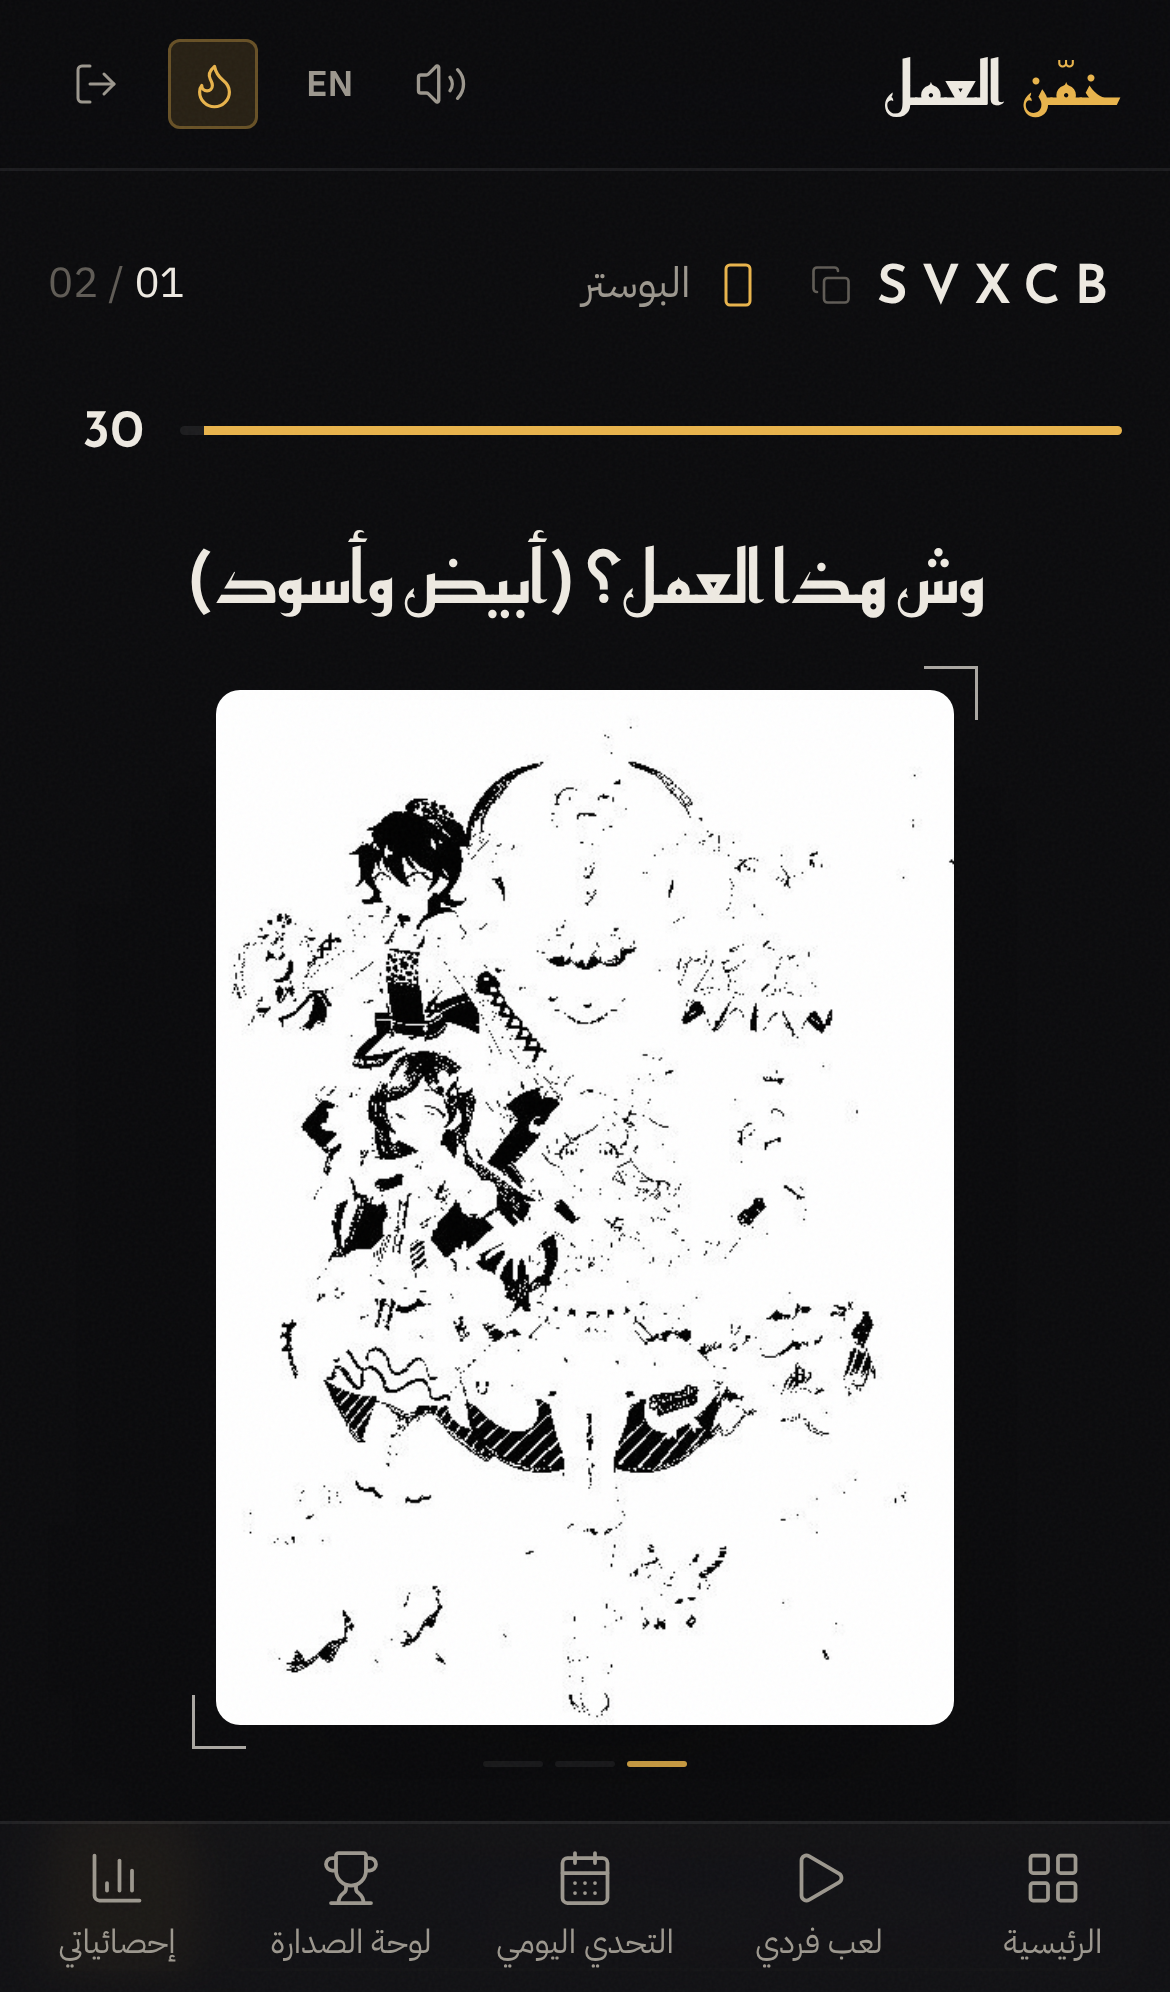 خمّن العمل
EN
SVXCB
البوستر
01 / 02
30
وش هذا العمل؟ (أبيض وأسود)
الرئيسية
لعب فردي
التحدي اليومي
لوحة الصدارة
إحصائياتي